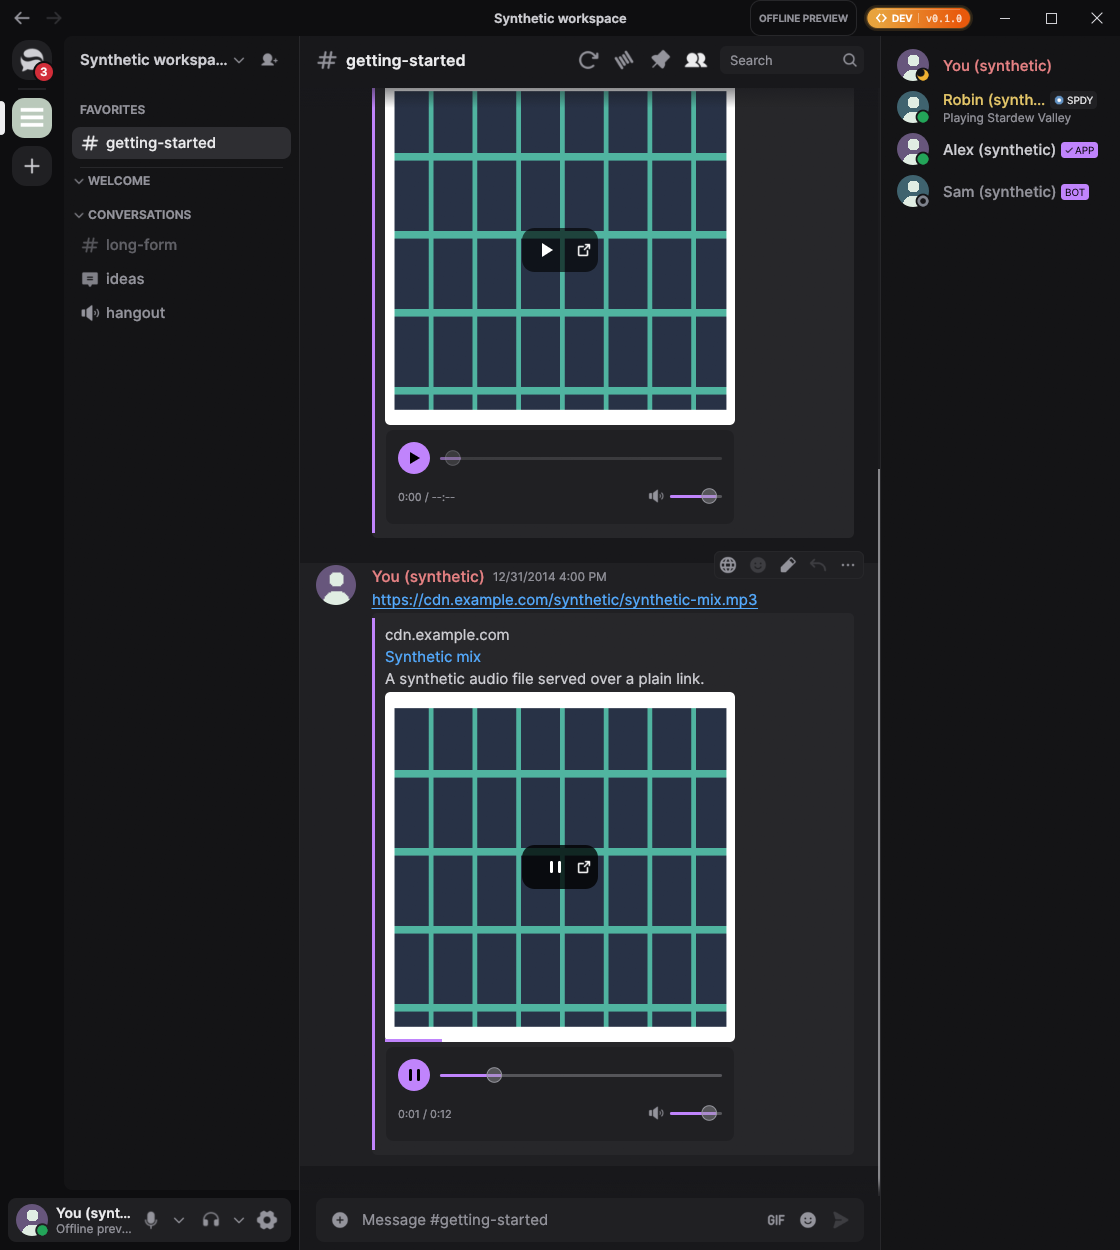 Synthetic workspace
OFFLINE PREVIEW
DEV
v0.1.0
3
Synthetic workspa...
FAVORITES
getting-started
WELCOME
CONVERSATIONS
long-form
ideas
hangout
getting-started
Search
0:00 / --:--
You (synthetic) 12/31/2014 4:00 PM
https://cdn.example.com/synthetic/synthetic-mix.mp3
cdn.example.com
Synthetic mix
A synthetic audio file served over a plain link.
0:01 / 0:12
Message #getting-started
GIF
You (synthetic)
Robin (synth... SPDY
Playing Stardew Valley
Alex (synthetic) APP
Sam (synthetic) BOT
You (synt...
Offline prev...